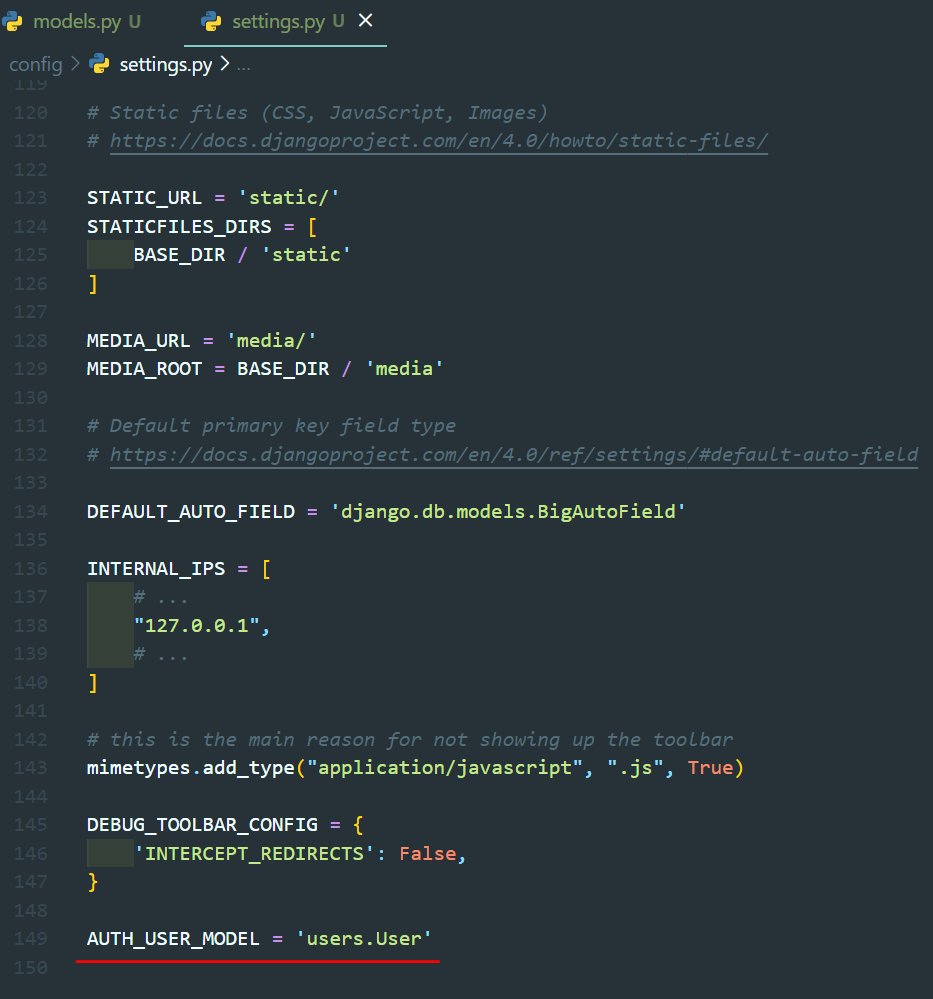 models.py U
settings.py U ×
config > settings.py > ...
119
120 # Static files (CSS, JavaScript, Images)
121 # https://docs.djangoproject.com/en/4.0/howto/static-files/
122
123 STATIC_URL = 'static/'
124 STATICFILES_DIRS = [
125     BASE_DIR / 'static'
126 ]
127
128 MEDIA_URL = 'media/'
129 MEDIA_ROOT = BASE_DIR / 'media'
130
131 # Default primary key field type
132 # https://docs.djangoproject.com/en/4.0/ref/settings/#default-auto-field
133
134 DEFAULT_AUTO_FIELD = 'django.db.models.BigAutoField'
135
136 INTERNAL_IPS = [
137     # ...
138     "127.0.0.1",
139     # ...
140 ]
141
142 # this is the main reason for not showing up the toolbar
143 mimetypes.add_type("application/javascript", ".js", True)
144
145 DEBUG_TOOLBAR_CONFIG = {
146     'INTERCEPT_REDIRECTS': False,
147 }
148
149 AUTH_USER_MODEL = 'users.User'
150